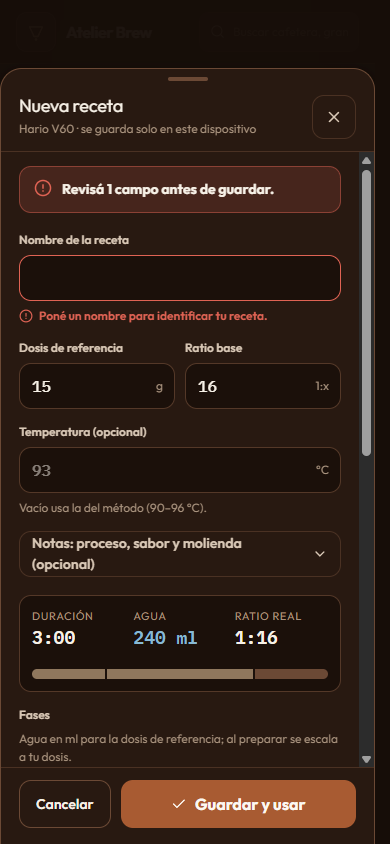 Atelier Brew
Nueva receta
Hario V60 · se guarda solo en este dispositivo
Revisá 1 campo antes de guardar.
Nombre de la receta
Poné un nombre para identificar tu receta.
Dosis de referencia Ratio base
15 g 16 1:x
Temperatura (opcional)
93 °C
Vacío usa la del método (90–96 °C).
Notas: proceso, sabor y molienda
(opcional)
DURACIÓN AGUA RATIO REAL
3:00 240 ml 1:16
Fases
Agua en ml para la dosis de referencia; al preparar se escala
a tu dosis.
Cancelar Guardar y usar